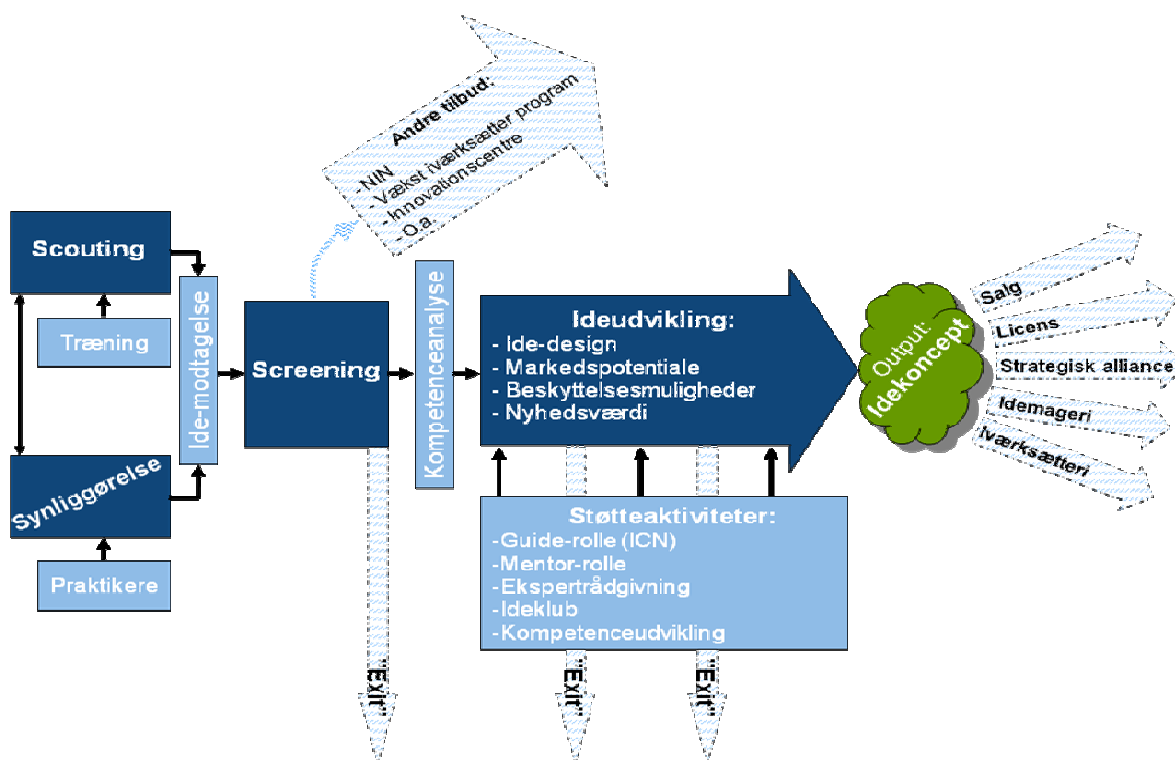 Andre tilbud:
- NIN
- Vækst iværksætter program
- Innovationscentre
- O.a.
Scouting
Træning
Ide-modtagelse
Synliggørelse
Praktikere
Screening
Kompetenceanalyse
Ideudvikling:
- Ide-design
- Markedspotentiale
- Beskyttelsesmuligheder
- Nyhedsværdi
Støtteaktiviteter:
-Guide-rolle (ICN)
-Mentor-rolle
-Ekspertrådgivning
-Ideklub
-Kompetenceudvikling
"Exit"
"Exit"
"Exit"
Output:
Idekoncept
Salg
Licens
Strategisk alliance
Idemageri
Iværksætteri